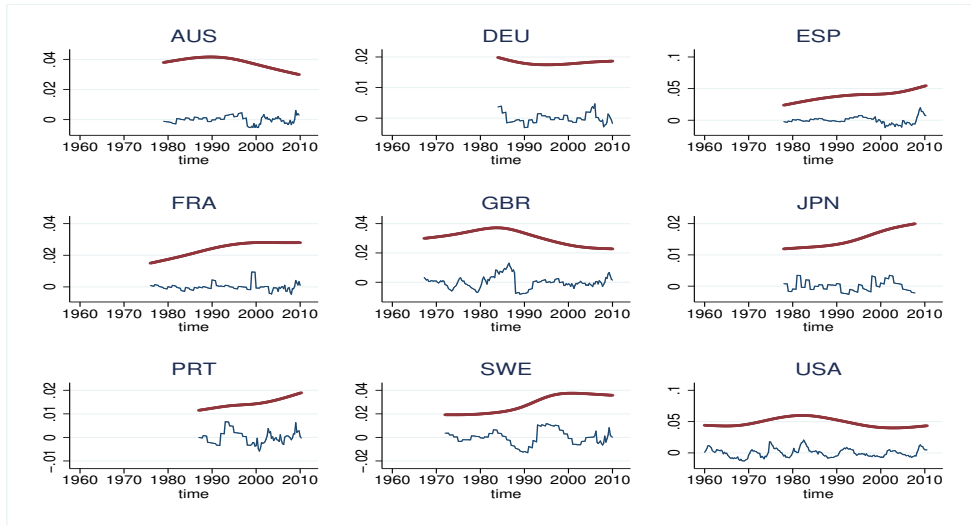 AUS DEU ESP
.04 .02 .1
.02 .01 .05
0 0 0
1960 1970 1980 1990 2000 2010 1960 1970 1980 1990 2000 2010 1960 1970 1980 1990 2000 2010
time time time
FRA GBR JPN
.04 .04 .02
.02 .02 .01
0 0 0
1960 1970 1980 1990 2000 2010 1960 1970 1980 1990 2000 2010 1960 1970 1980 1990 2000 2010
time time time
PRT SWE USA
.02 .04 .1
.01 .02 .05
0 0 0
-.01 -.02
1960 1970 1980 1990 2000 2010 1960 1970 1980 1990 2000 2010 1960 1970 1980 1990 2000 2010
time time time